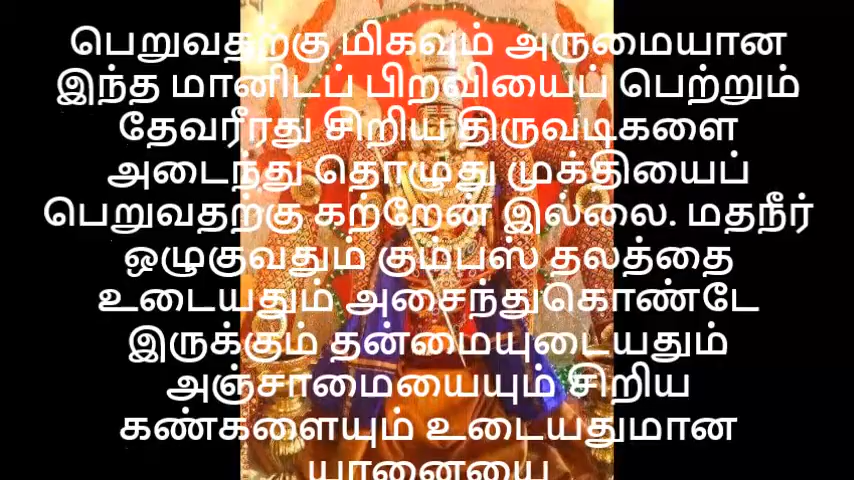 பெறுவதற்கு மிகவும் அருமையான
இந்த மானிடப் பிறவியைப் பெற்றும்
தேவரீரது சிறிய திருவடிகளை
அடைந்து தொழுது முக்தியைப்
பெறுவதற்கு கற்றேன் இல்லை. மதநீர்
ஒழுகுவதும் கும்பஸ் தலத்தை
உடையதும் அசைந்துகொண்டே
இருக்கும் தன்மையுடையதும்
அஞ்சாமையையும் சிறிய
கண்களையும் உடையதுமான
யானையை